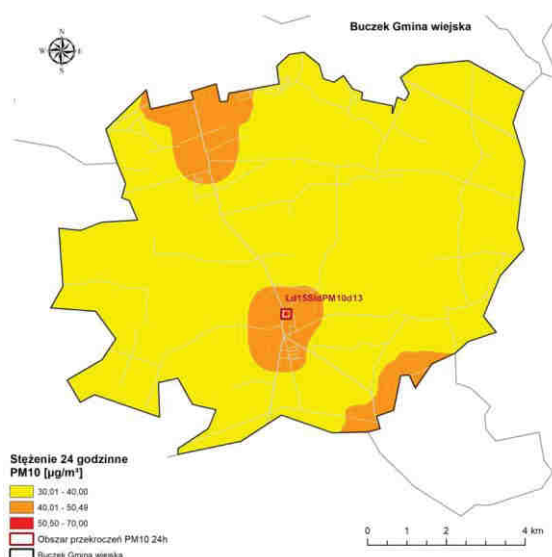 Buczek Gmina wiejska
N
W E
S
Ld15SldPM10d13
Stężenie 24 godzinne
PM10 [µg/m³]
30,01 - 40,00
40,01 - 50,49
50,50 - 70,00
Obszar przekroczeń PM10 24h
Buczek Gmina wiejska
0 1 2 4 km